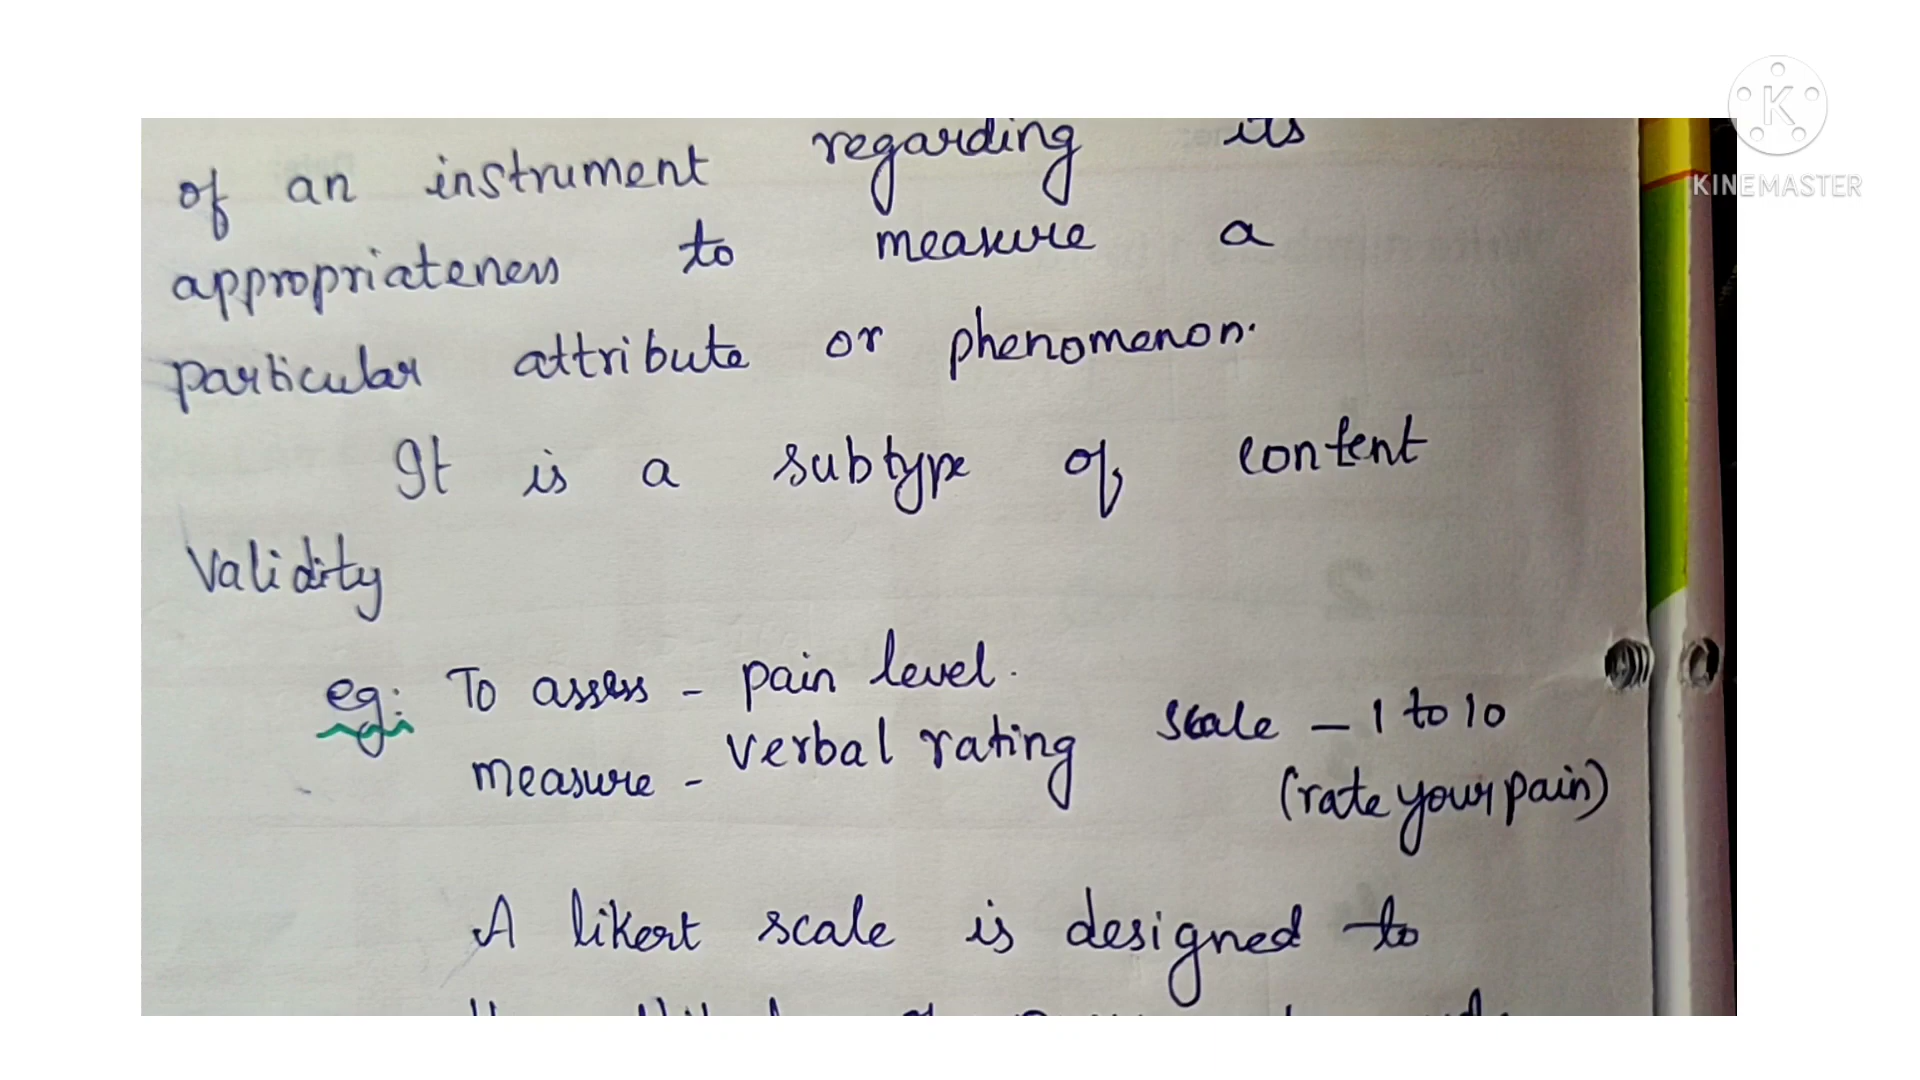 of an instrument regarding its
appropriateness to measure a
particular attribute or phenomenon.
It is a subtype of content
Validity
eg: To assess - pain level.
measure - verbal rating scale - 1 to 10
(rate your pain)
A likert scale is designed to
K
KINEMASTER